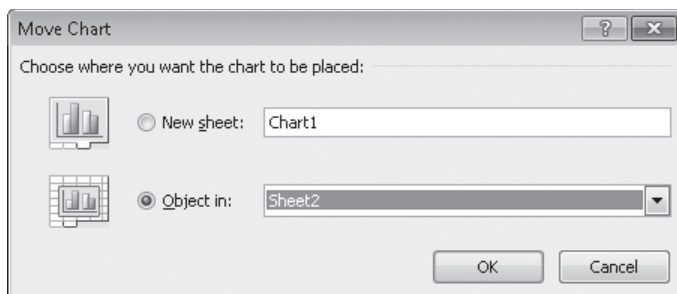 Move Chart
Choose where you want the chart to be placed:
New sheet: Chart1
Object in: Sheet2
OK Cancel